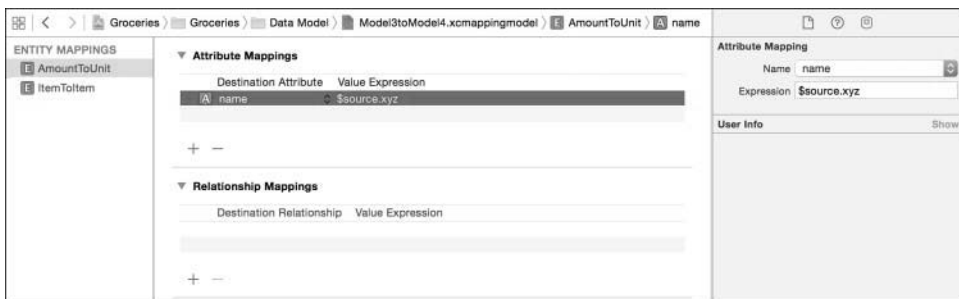 Groceries Groceries Data Model Model3toModel4.xcmappingmodel E AmountToUnit A name
ENTITY MAPPINGS
E AmountToUnit
E ItemToItem
Attribute Mappings
Destination Attribute Value Expression
A name $source.xyz
+ −
Relationship Mappings
Destination Relationship Value Expression
+ −
Attribute Mapping
Name name
Expression $source.xyz
User Info Show